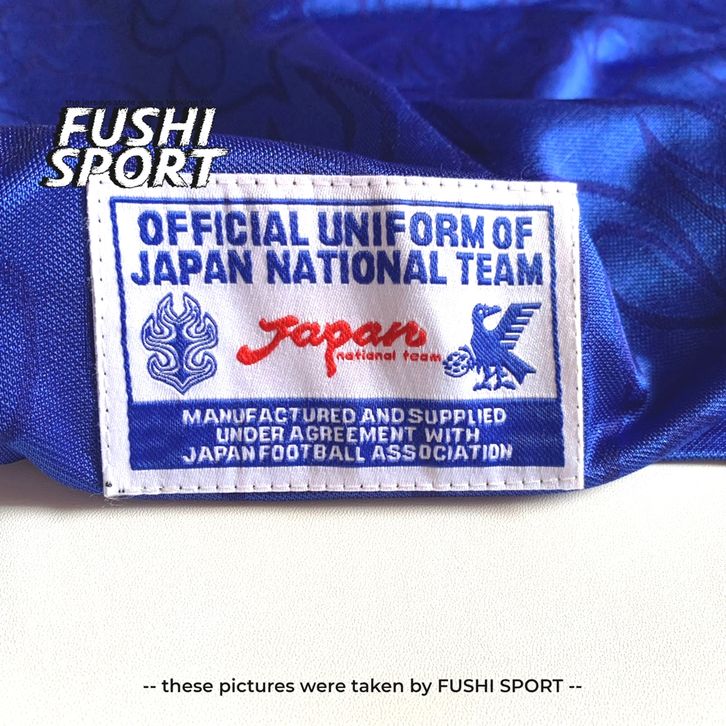 FUSHI
SPORT
OFFICIAL UNIFORM OF
JAPAN NATIONAL TEAM
Japan
national team
MANUFACTURED AND SUPPLIED
UNDER AGREEMENT WITH
JAPAN FOOTBALL ASSOCIATION
-- these pictures were taken by FUSHI SPORT --